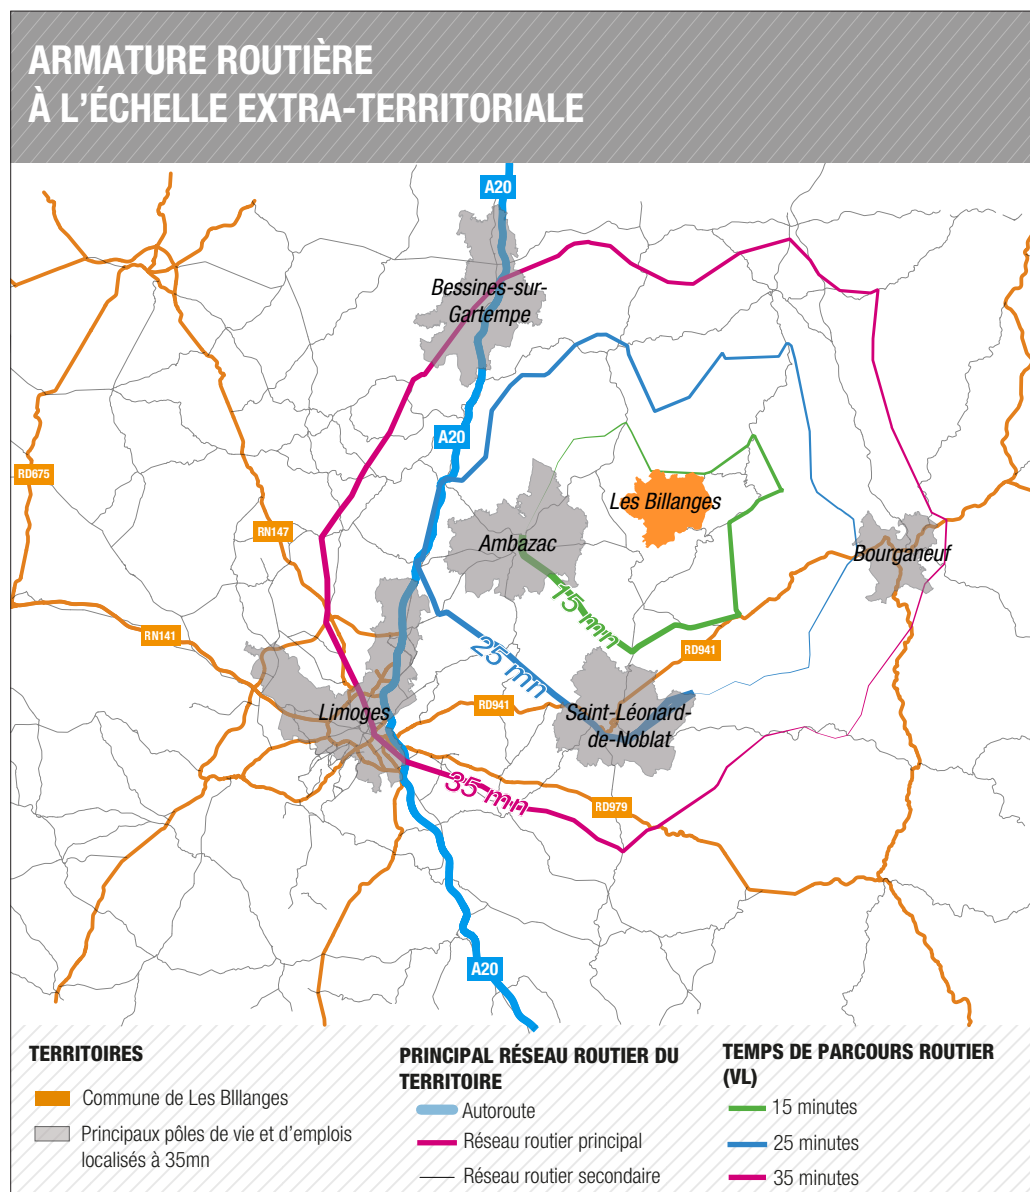 ARMATURE ROUTIÈRE
À L'ÉCHELLE EXTRA-TERRITORIALE
A20
Bessines-sur-
Gartempe
A20
RD675
Les Billanges
RN147
Ambazac
Bourganeuf
15 mn
RN141
RD941
25 mn
RD941
Limoges
Saint-Léonard-
de-Noblat
35 mn
RD979
A20
TERRITOIRES
Commune de Les BIllanges
Principaux pôles de vie et d'emplois
localisés à 35mn
PRINCIPAL RÉSEAU ROUTIER DU
TERRITOIRE
Autoroute
Réseau routier principal
Réseau routier secondaire
TEMPS DE PARCOURS ROUTIER
(VL)
15 minutes
25 minutes
35 minutes